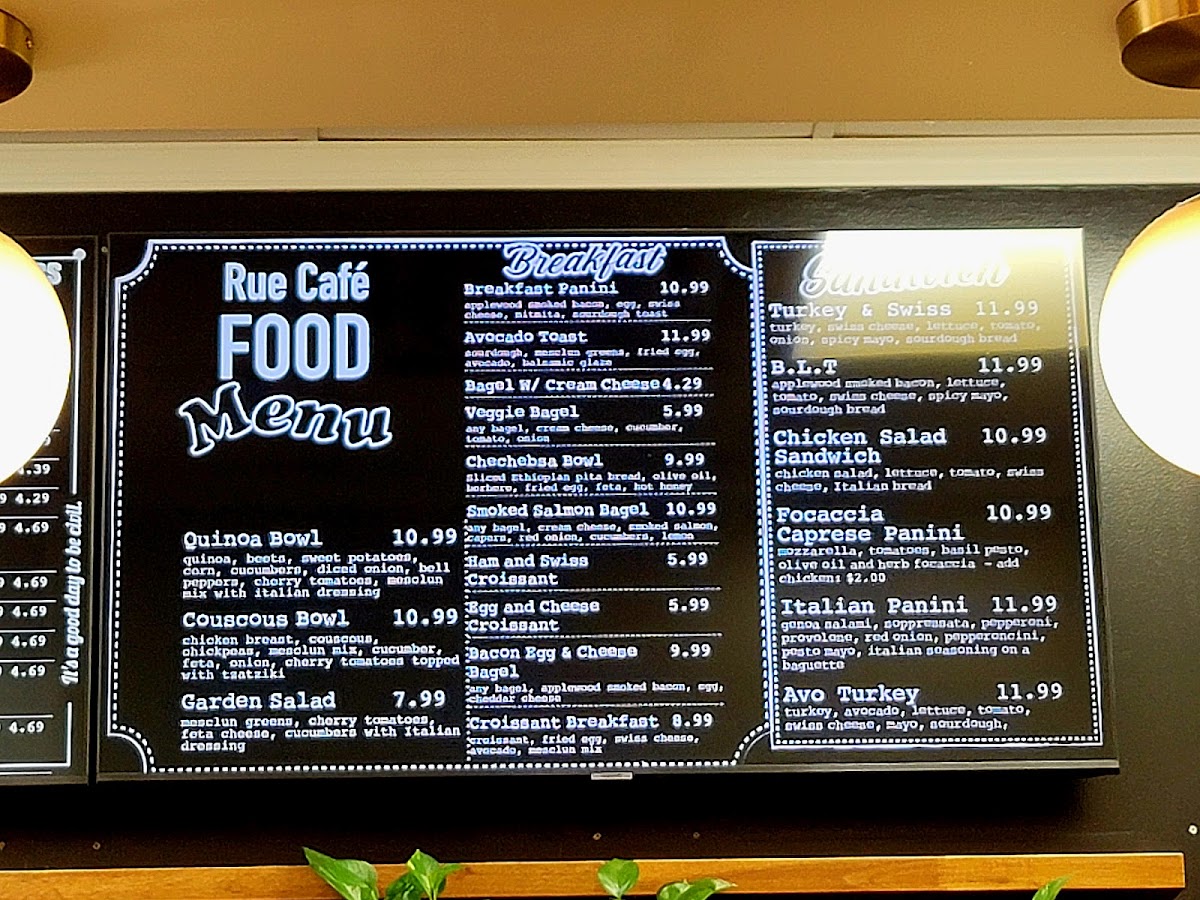 ss
4.39
9 4.29
9 4.69
9 4.69
4.69
4.69
4.69
4.69
It's a good day to be civil.
Rue Café
FOOD
Menu
Quinoa Bowl 10.99
quinoa, beets, sweet potatoes,
corn, cucumbers, diced onion, bell
peppers, cherry tomatoes, mesclun
mix with italian dressing
Couscous Bowl 10.99
chicken breast, couscous,
chickpeas, mesclun mix, cucumber,
feta, onion, cherry tomatoes topped
with tzatziki
Garden Salad 7.99
mesclun greens, cherry tomatoes,
feta cheese, cucumbers with Italian
dressing
Breakfast
Breakfast Panini 10.99
applewood smoked bacon, egg, swiss
cheese, mitmita, sourdough toast
Avocado Toast 11.99
sourdough, mesclun greens, fried egg,
avocado, balsamic glaze
Bagel W/ Cream Cheese 4.29
Veggie Bagel 5.99
any bagel, cream cheese, cucumber,
tomato, onion
Chechebsa Bowl 9.99
Sliced Ethiopian pita bread, olive oil,
berbere, fried egg, feta, hot honey
Smoked Salmon Bagel 10.99
any bagel, cream cheese, smoked salmon,
capers, red onion, cucumbers, lemon
Ham and Swiss 5.99
Croissant
Egg and Cheese 5.99
Croissant
Bacon Egg & Cheese 9.99
Bagel
any bagel, applewood smoked bacon, egg,
cheddar cheese
Croissant Breakfast 8.99
croissant, fried egg, swiss cheese,
avocado, mesclun mix
Sandwich
Turkey & Swiss 11.99
turkey, swiss cheese, lettuce, tomato,
onion, spicy mayo, sourdough bread
B.L.T 11.99
applewood smoked bacon, lettuce,
tomato, swiss cheese, spicy mayo,
sourdough bread
Chicken Salad 10.99
Sandwich
chicken salad, lettuce, tomato, swiss
cheese, Italian bread
Focaccia 10.99
Caprese Panini
mozzarella, tomatoes, basil pesto,
olive oil and herb focaccia - add
chicken: $2.00
Italian Panini 11.99
genoa salami, soppressata, pepperoni,
provolone, red onion, pepperoncini,
pesto mayo, italian seasoning on a
baguette
Avo Turkey 11.99
turkey, avocado, lettuce, tomato,
swiss cheese, mayo, sourdough,